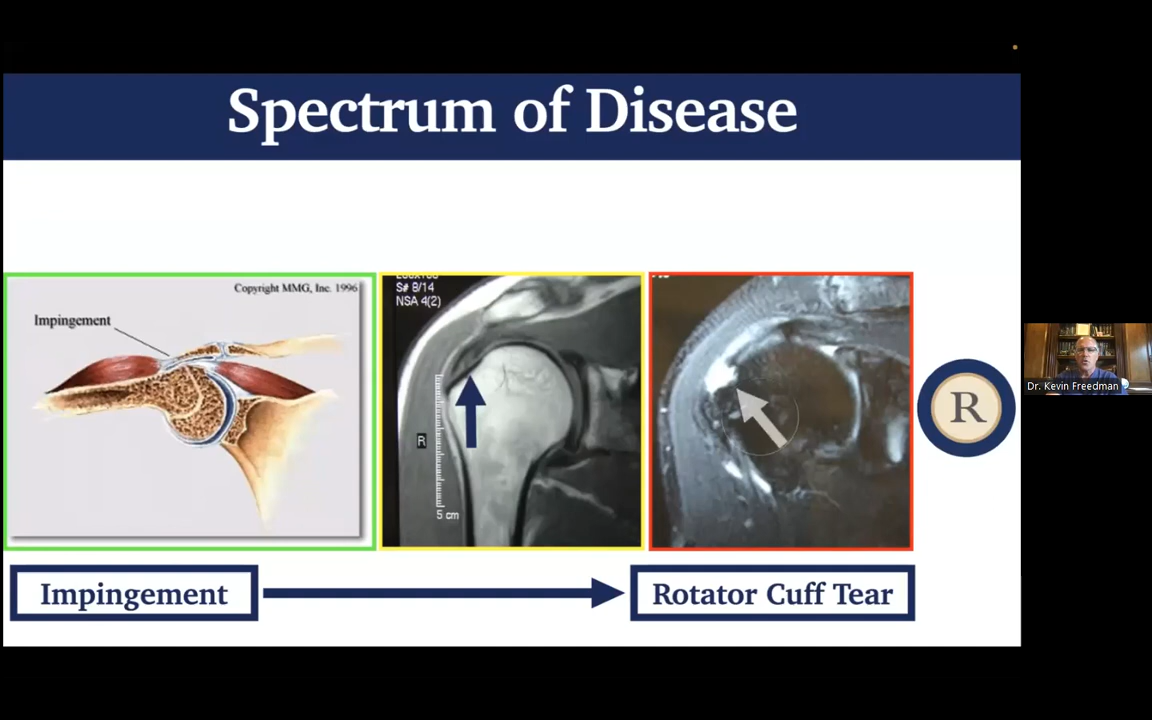 Spectrum of Disease
Copyright MMG, Inc. 1996
Impingement
S# 8/14
NSA 4(2)
R
5 cm
R
Dr. Kevin Freedman
Impingement
Rotator Cuff Tear